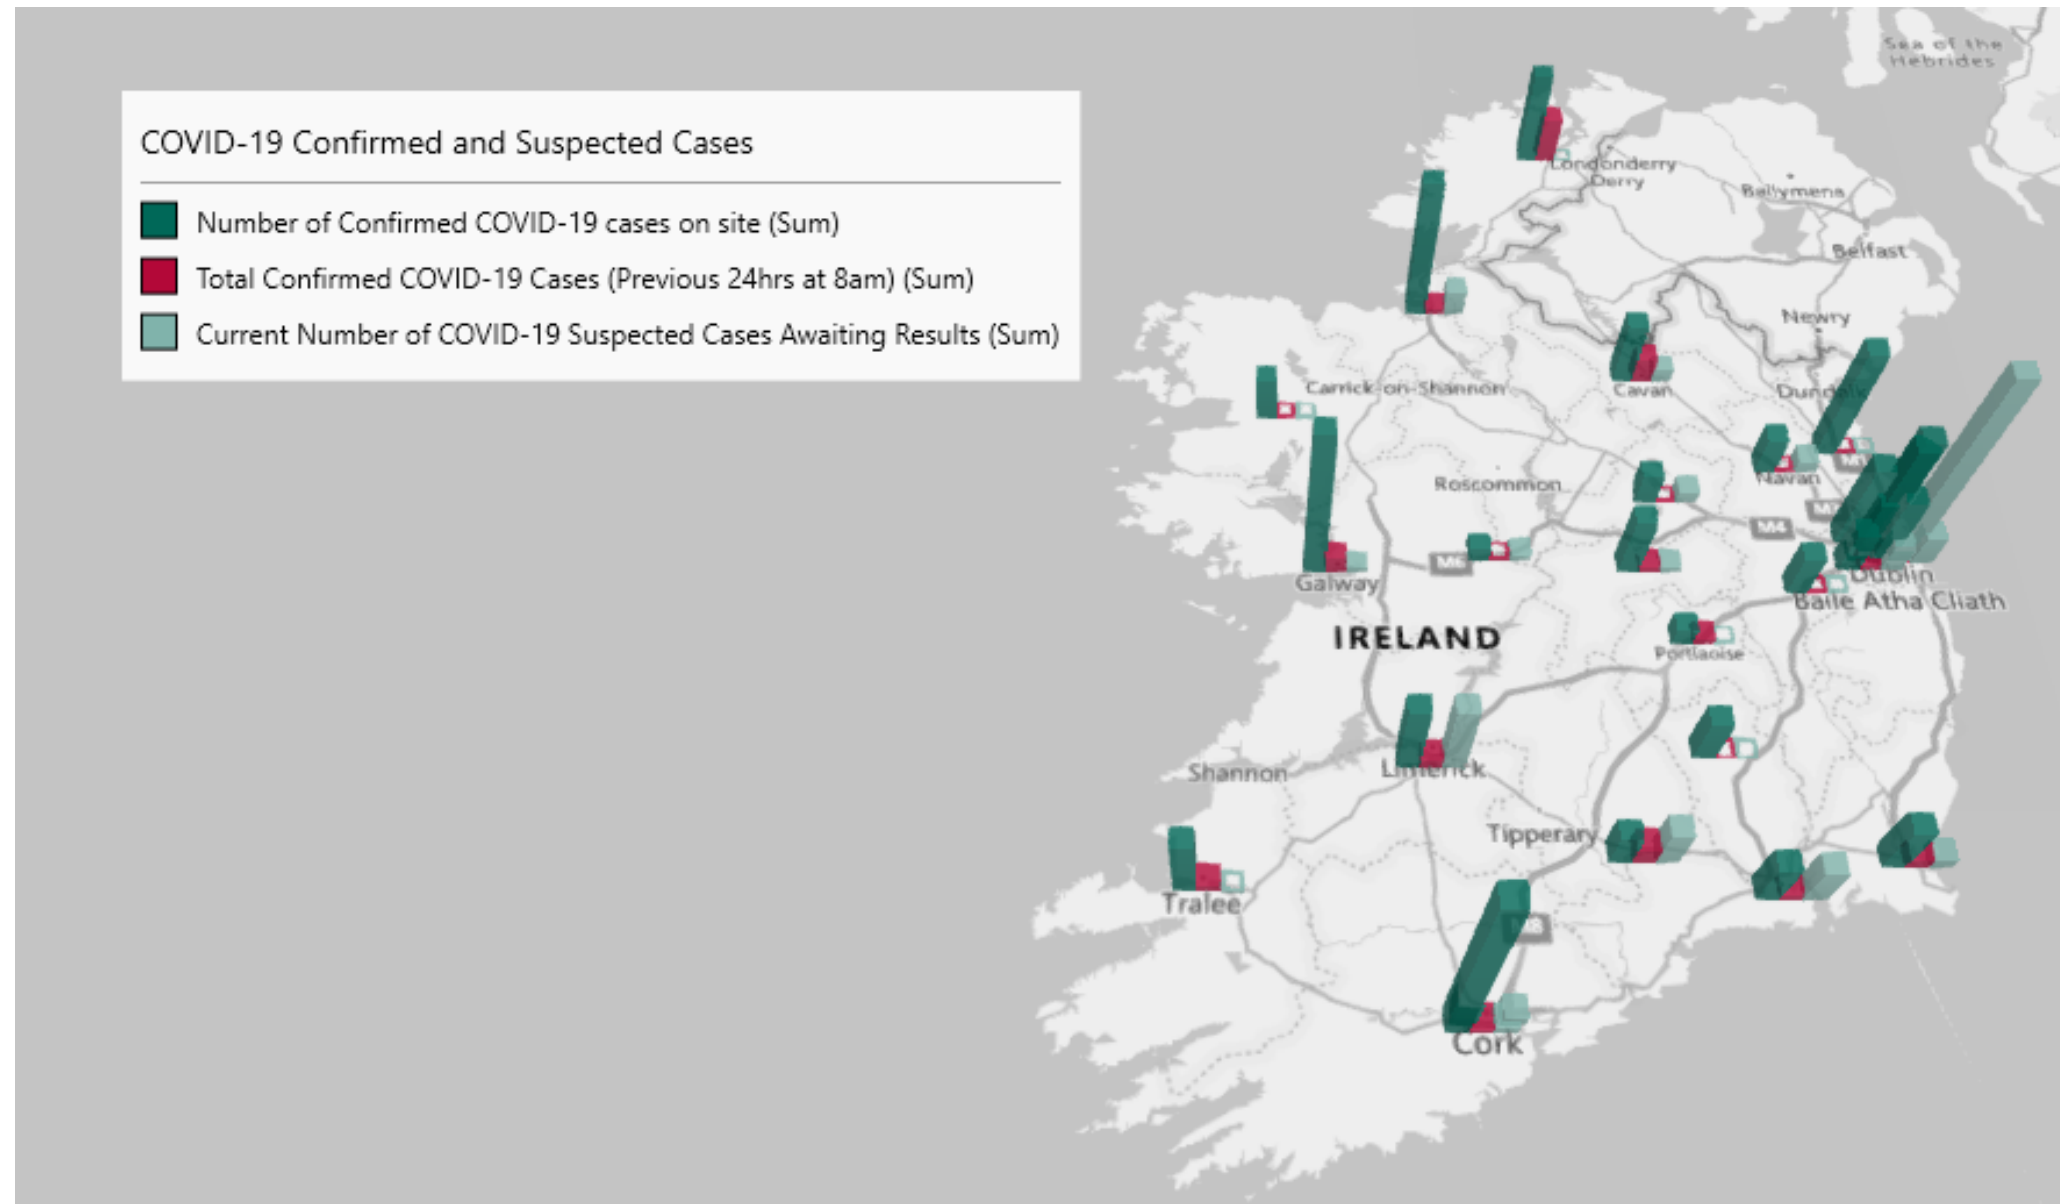 COVID-19 Confirmed and Suspected Cases
Number of Confirmed COVID-19 cases on site (Sum)
Total Confirmed COVID-19 Cases (Previous 24hrs at 8am) (Sum)
Current Number of COVID-19 Suspected Cases Awaiting Results (Sum)
Sea of the
Hebrides
Londonderry
Derry
Ballymena
Belfast
Newry
Carrick-on-Shannon
Cavan
Dundalk
Roscommon
Navan
M1
M4
M6
Galway
Dublin
Baile Atha Cliath
IRELAND
Portlaoise
Limerick
Shannon
Tipperary
Tralee
M8
Cork